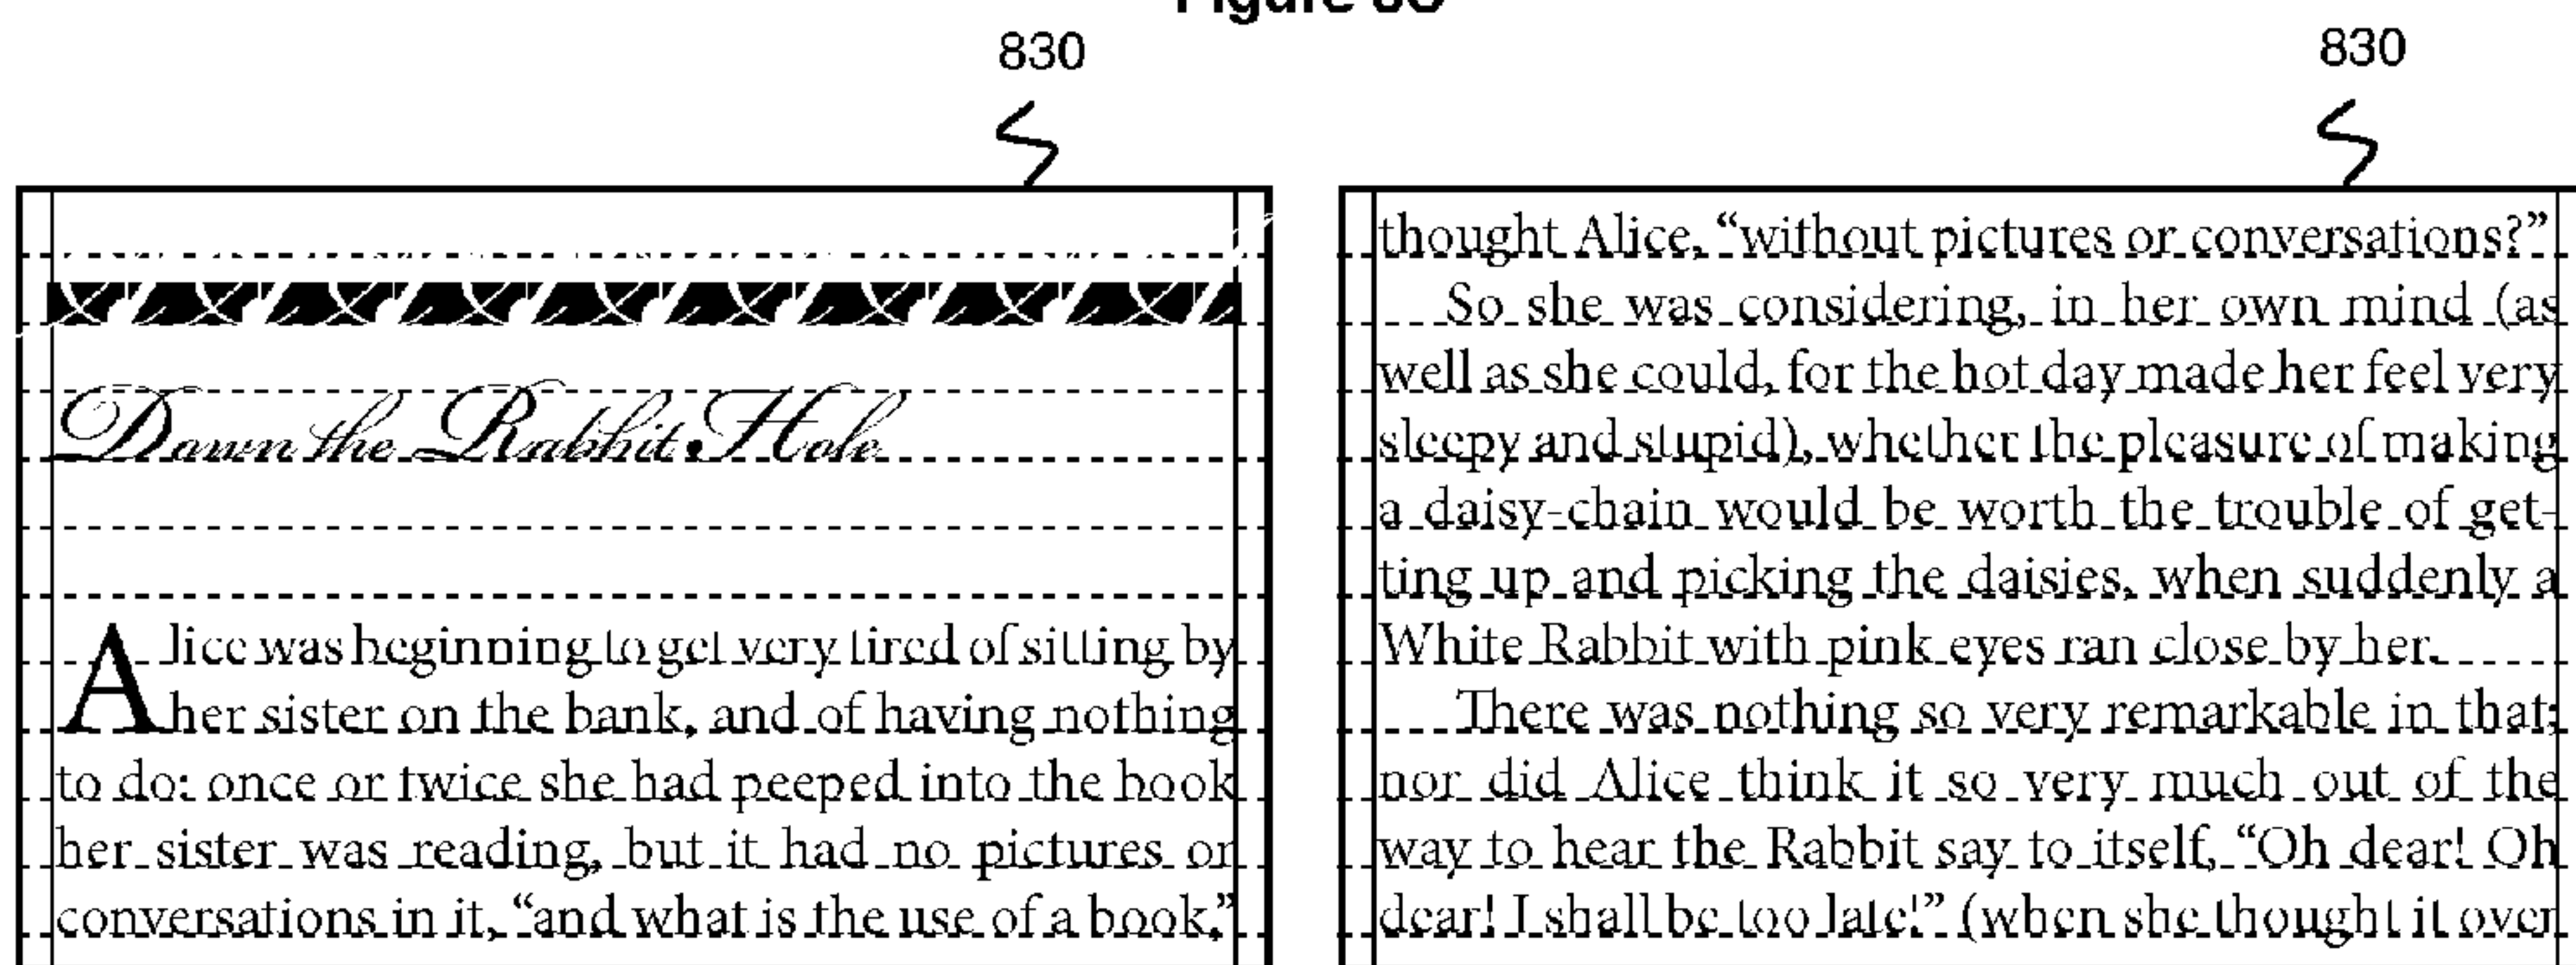 Figure 8C
830
830
Down the Rabbit Hole
Alice was beginning to get very tired of sitting by
her sister on the bank, and of having nothing
to do: once or twice she had peeped into the book
her sister was reading, but it had no pictures or
conversations in it, “and what is the use of a book,”
thought Alice, “without pictures or conversations?”
So she was considering, in her own mind (as
well as she could, for the hot day made her feel very
sleepy and stupid), whether the pleasure of making
a daisy-chain would be worth the trouble of get-
ting up and picking the daisies, when suddenly a
White Rabbit with pink eyes ran close by her.
There was nothing so very remarkable in that;
nor did Alice think it so very much out of the
way to hear the Rabbit say to itself, “Oh dear! Oh
dear! I shall be too late!” (when she thought it over